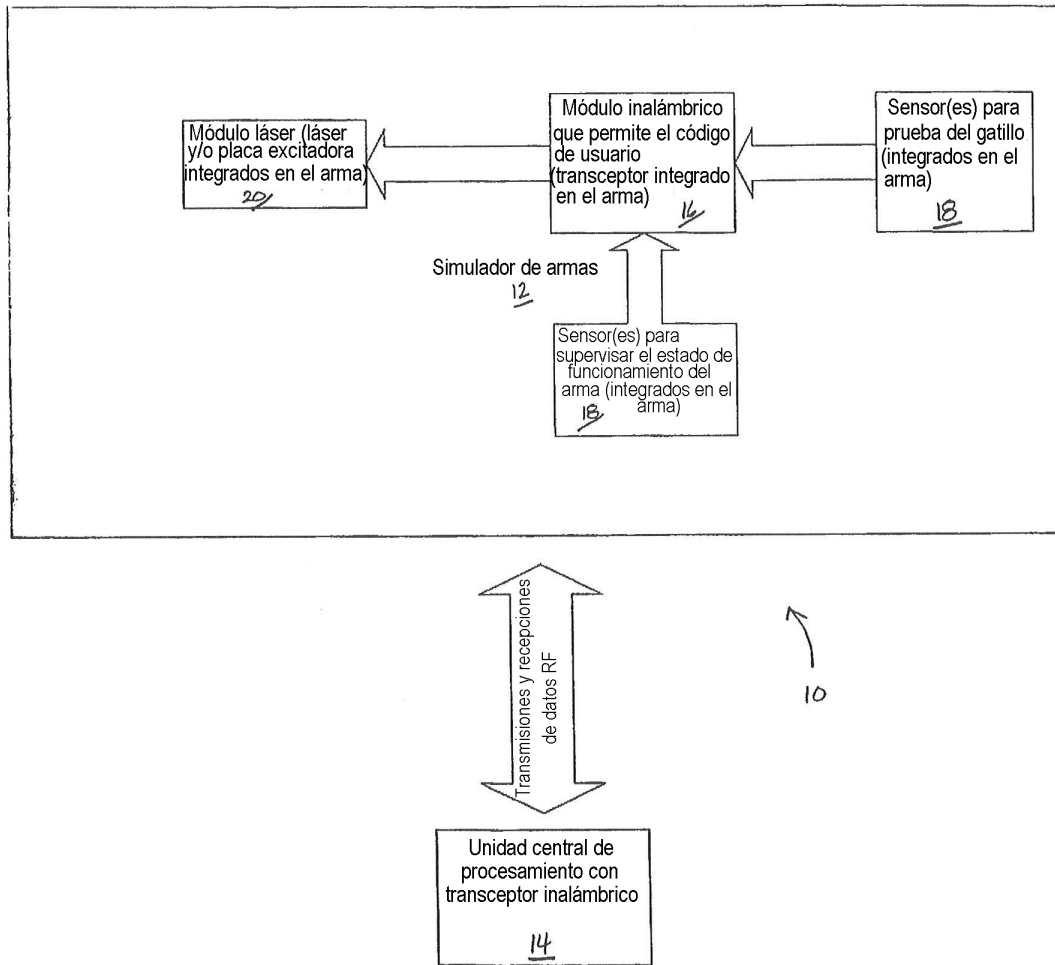 Módulo láser (láser
y/o placa excitadora
integrados en el arma)
20
Módulo inalámbrico
que permite el código
de usuario
(transceptor integrado
en el arma)
16
Sensor(es) para
prueba del gatillo
(integrados en el
arma)
18
Simulador de armas
12
Sensor(es) para
supervisar el estado de
funcionamiento del
arma (integrados en el
arma)
18
Transmisiones y recepciones
de datos RF
10
Unidad central de
procesamiento con
transceptor inalámbrico
14